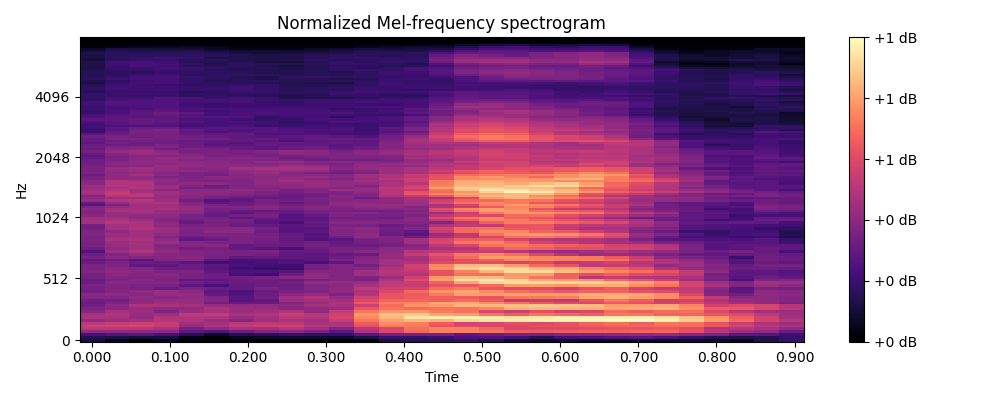 Normalized Mel-frequency spectrogram
Hz
4096
2048
1024
512
0
0.000 0.100 0.200 0.300 0.400 0.500 0.600 0.700 0.800 0.900
Time
+1 dB
+1 dB
+1 dB
+0 dB
+0 dB
+0 dB